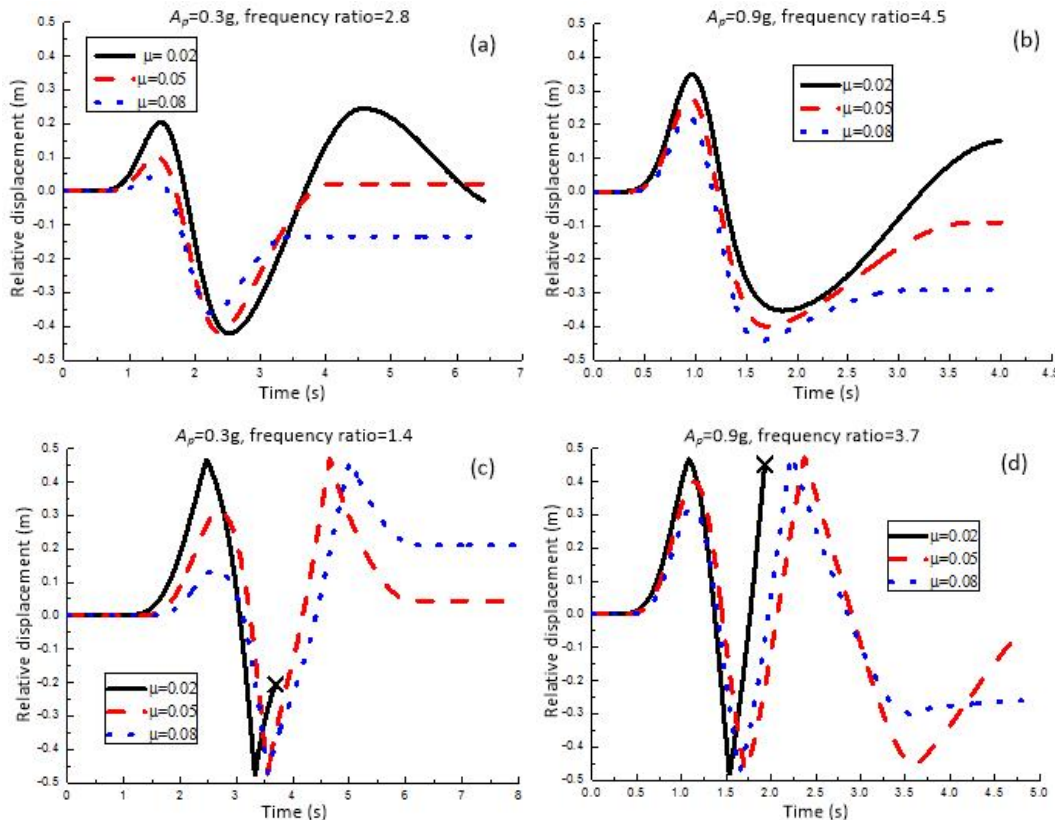 Aₚ=0.3g, frequency ratio=2.8
(a)
μ= 0.02
μ=0.05
μ=0.08
Relative displacement (m)
0.5
0.4
0.3
0.2
0.1
0.0
-0.1
-0.2
-0.3
-0.4
-0.5
0 1 2 3 4 5 6 7
Time (s)
Aₚ=0.9g, frequency ratio=4.5
(b)
μ=0.02
μ=0.05
μ=0.08
Relative displacement (m)
0.5
0.4
0.3
0.2
0.1
0.0
-0.1
-0.2
-0.3
-0.4
-0.5
0.0 0.5 1.0 1.5 2.0 2.5 3.0 3.5 4.0 4.5
Time (s)
Aₚ=0.3g, frequency ratio=1.4
(c)
μ=0.02
μ=0.05
μ=0.08
Relative displacement (m)
0.5
0.4
0.3
0.2
0.1
0.0
-0.1
-0.2
-0.3
-0.4
-0.5
0 1 2 3 4 5 6 7 8
Time (s)
Aₚ=0.9g, frequency ratio=3.7
(d)
μ=0.02
μ=0.05
μ=0.08
Relative displacement (m)
0.5
0.4
0.3
0.2
0.1
0.0
-0.1
-0.2
-0.3
-0.4
-0.5
0.0 0.5 1.0 1.5 2.0 2.5 3.0 3.5 4.0 4.5 5.0
Time (s)